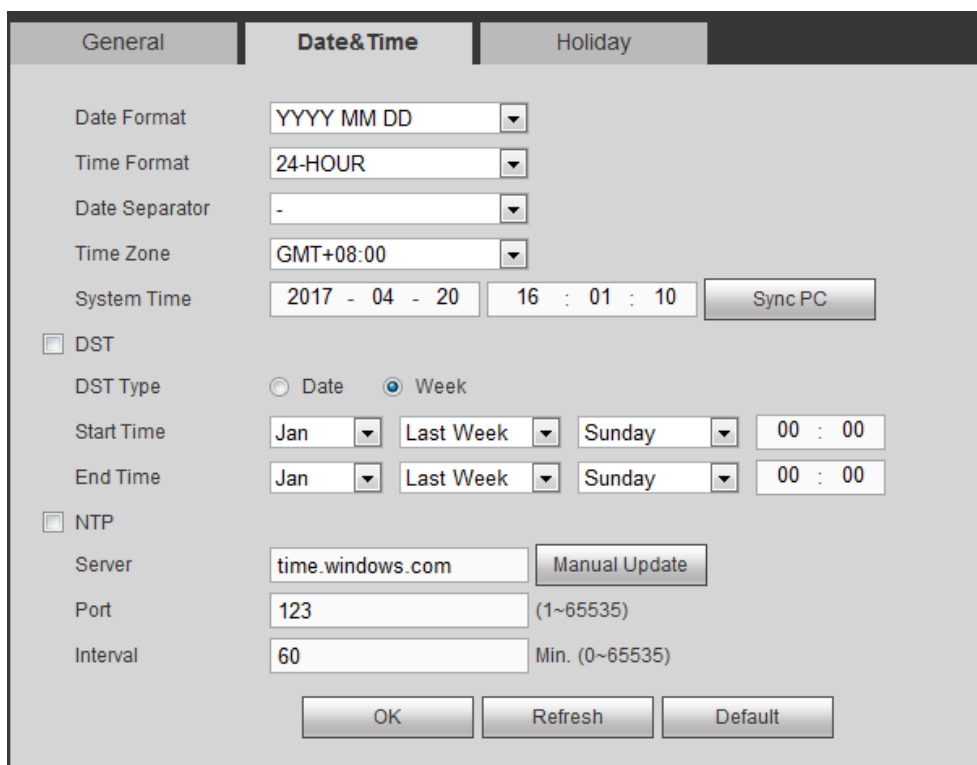 General Date&Time Holiday
Date Format YYYY MM DD
Time Format 24-HOUR
Date Separator -
Time Zone GMT+08:00
System Time 2017 - 04 - 20 16 : 01 : 10 Sync PC
DST
DST Type Date Week
Start Time Jan Last Week Sunday 00 : 00
End Time Jan Last Week Sunday 00 : 00
NTP
Server time.windows.com Manual Update
Port 123 (1~65535)
Interval 60 Min. (0~65535)
OK Refresh Default